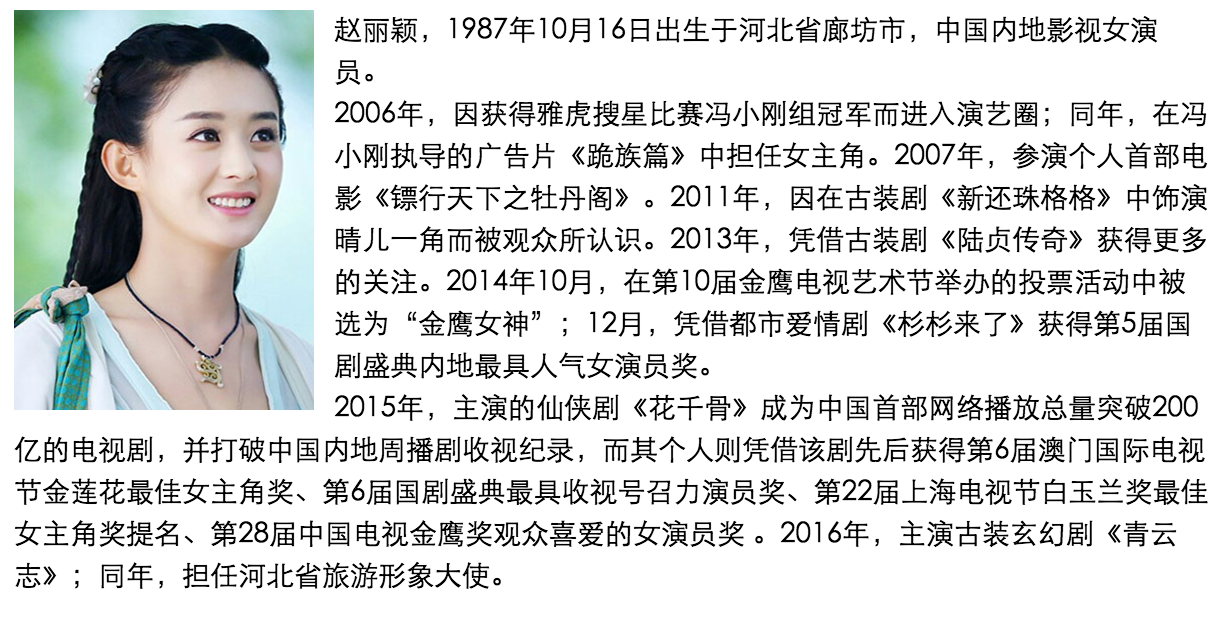 赵丽颖，1987年10月16日出生于河北省廊坊市，中国内地影视女演
员。
2006年，因获得雅虎搜星比赛冯小刚组冠军而进入演艺圈；同年，在冯
小刚执导的广告片《跪族篇》中担任女主角。2007年，参演个人首部电
影《镖行天下之牡丹阁》。2011年，因在古装剧《新还珠格格》中饰演
晴儿一角而被观众所认识。2013年，凭借古装剧《陆贞传奇》获得更多
的关注。2014年10月，在第10届金鹰电视艺术节举办的投票活动中被
选为“金鹰女神”；12月，凭借都市爱情剧《杉杉来了》获得第5届国
剧盛典内地最具人气女演员奖。
2015年，主演的仙侠剧《花千骨》成为中国首部网络播放总量突破200
亿的电视剧，并打破中国内地周播剧收视纪录，而其个人则凭借该剧先后获得第6届澳门国际电视
节金莲花最佳女主角奖、第6届国剧盛典最具收视号召力演员奖、第22届上海电视节白玉兰奖最佳
女主角奖提名、第28届中国电视金鹰奖观众喜爱的女演员奖 。2016年，主演古装玄幻剧《青云
志》；同年，担任河北省旅游形象大使。